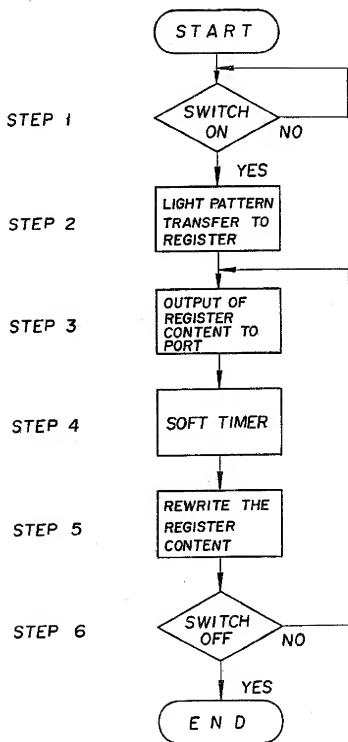 START
STEP 1
SWITCH
ON
NO
YES
STEP 2
LIGHT PATTERN
TRANSFER TO
REGISTER
STEP 3
OUTPUT OF
REGISTER
CONTENT TO
PORT
STEP 4
SOFT TIMER
STEP 5
REWRITE THE
REGISTER
CONTENT
STEP 6
SWITCH
OFF
NO
YES
END